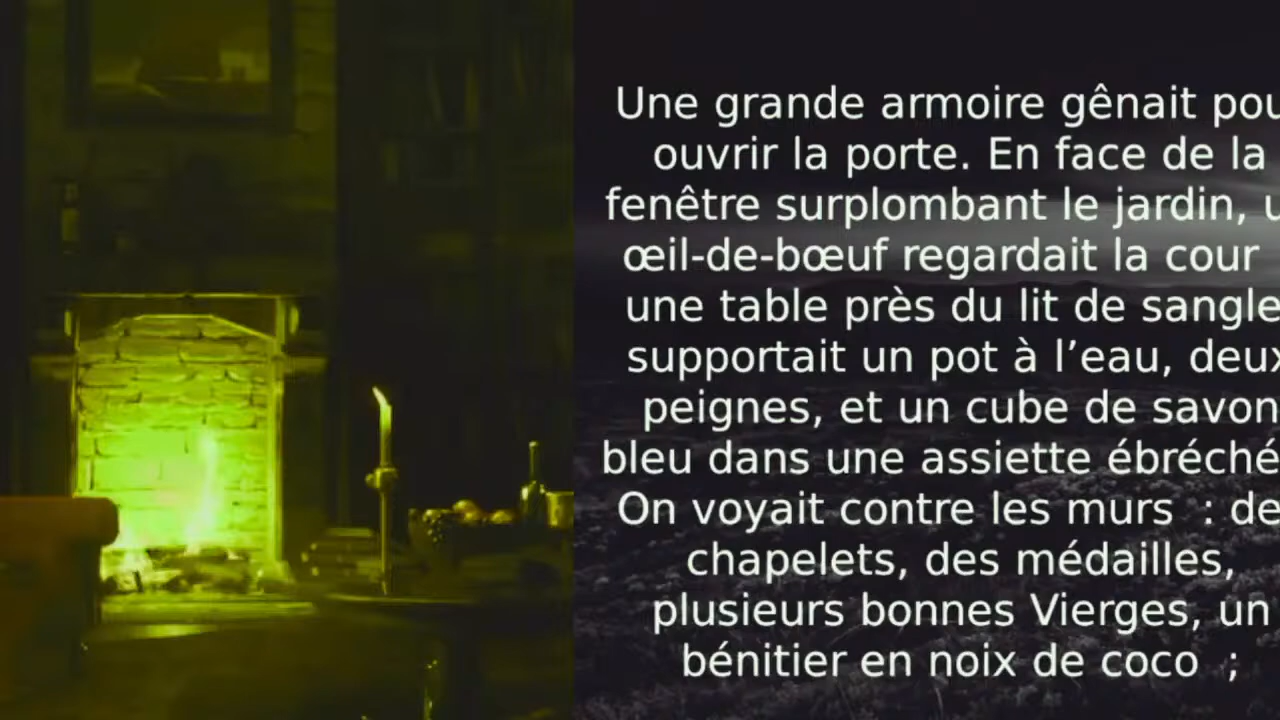 Une grande armoire gênait pou
ouvrir la porte. En face de la
fenêtre surplombant le jardin, u
œil-de-bœuf regardait la cour
une table près du lit de sangle
supportait un pot à l’eau, deux
peignes, et un cube de savon
bleu dans une assiette ébréché
On voyait contre les murs : de
chapelets, des médailles,
plusieurs bonnes Vierges, un
bénitier en noix de coco ;